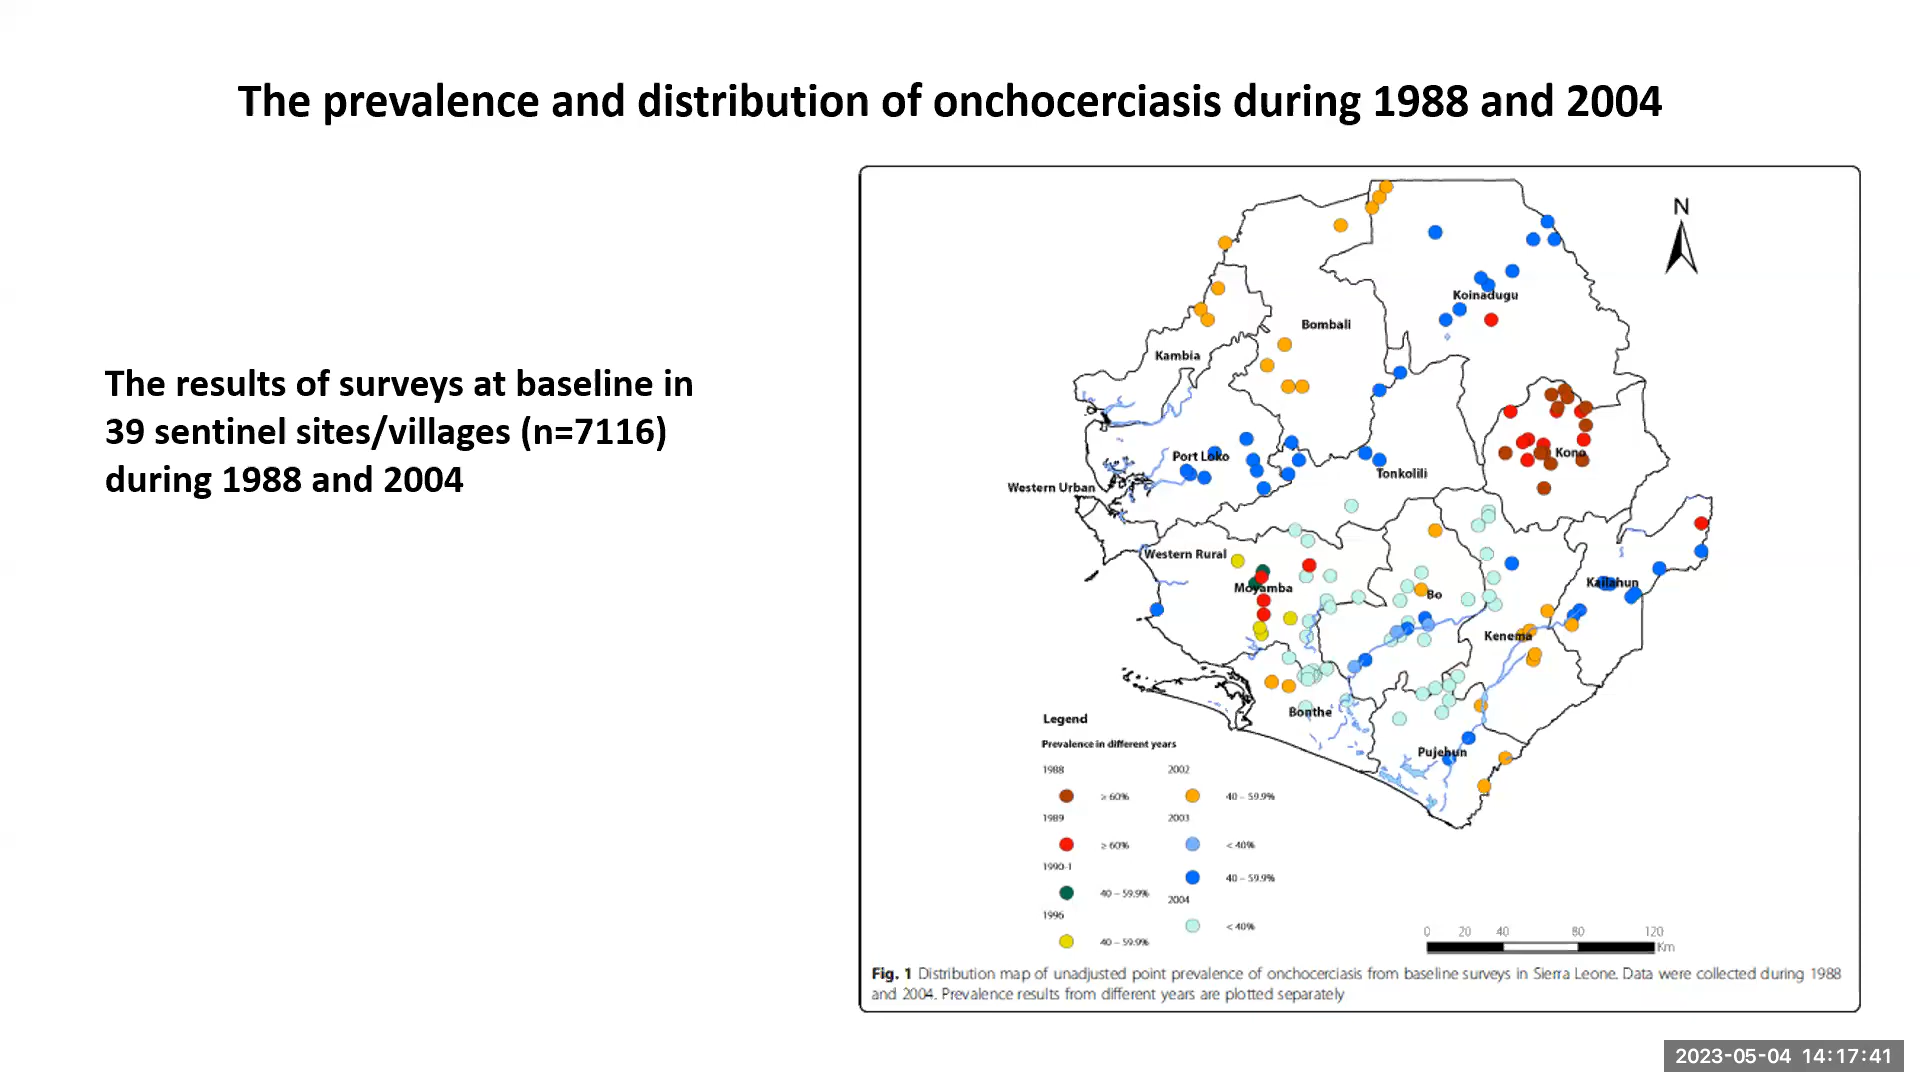 The prevalence and distribution of onchocerciasis during 1988 and 2004
The results of surveys at baseline in
39 sentinel sites/villages (n=7116)
during 1988 and 2004
N
Koinadugu
Bombali
Kambia
Kono
Port Loko
Tonkolili
Western Urban
Western Rural
Moyamba
Bo
Kailahun
Kenema
Bonthe
Pujehun
Legend
Prevalence in different years
1988
≥ 60%
1989
≥ 60%
1990-1
40 – 59.9%
1996
40 – 59.9%
2002
40 – 59.9%
2003
< 40%
40 – 59.9%
2004
< 40%
0 20 40 80 120
Km
Fig. 1 Distribution map of unadjusted point prevalence of onchocerciasis from baseline surveys in Sierra Leone. Data were collected during 1988
and 2004. Prevalence results from different years are plotted separately
2023-05-04 14:17:41